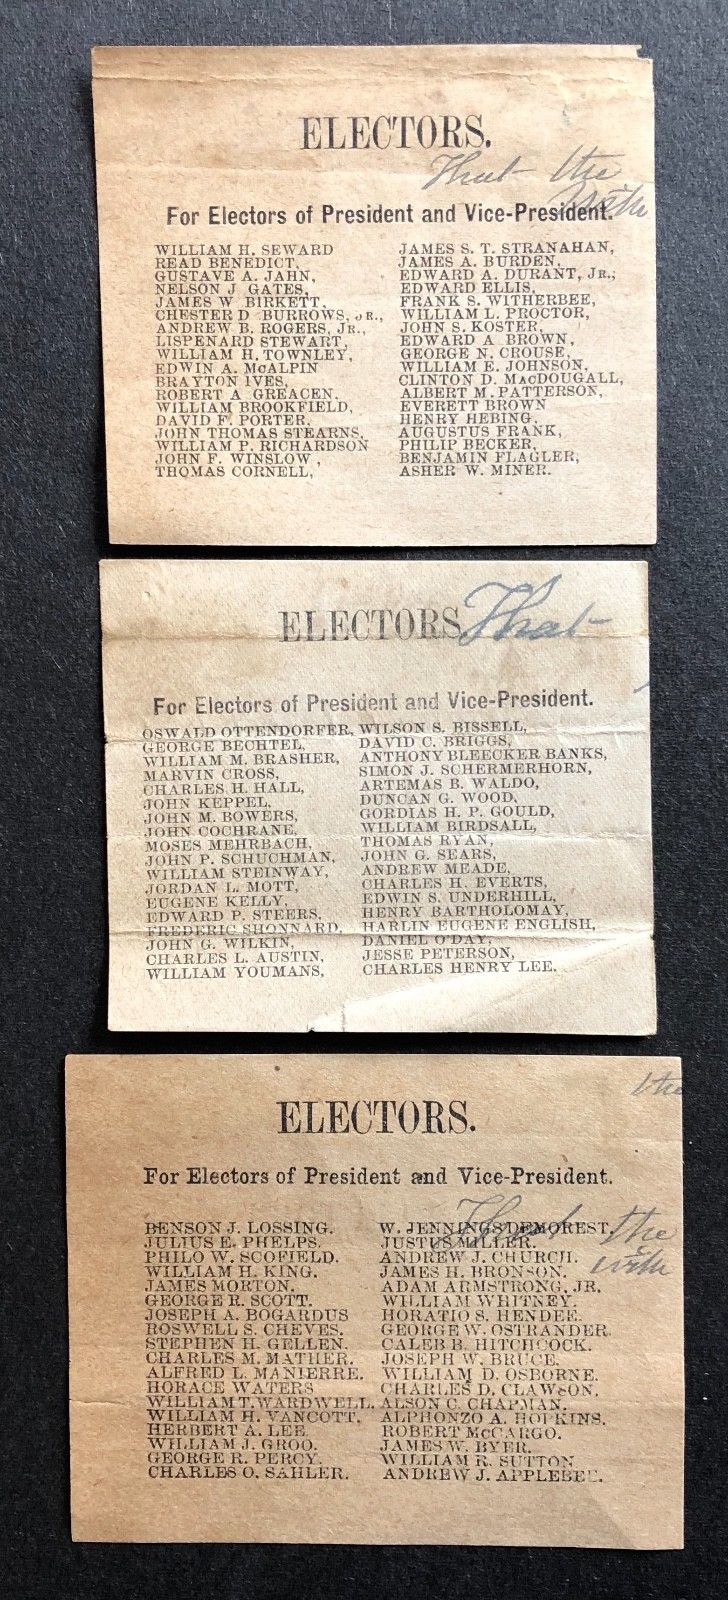 ELECTORS.
That the
with
For Electors of President and Vice-President.
WILLIAM H. SEWARD
READ BENEDICT,
GUSTAVE A. JAHN,
NELSON J GATES,
JAMES W BIRKETT,
CHESTER D BURROWS, JR.,
ANDREW B. ROGERS, JR.,
LISPENARD STEWART,
WILLIAM H. TOWNLEY,
EDWIN A. McALPIN
BRAYTON IVES,
ROBERT A GREACEN,
WILLIAM BROOKFIELD,
DAVID F. PORTER,
JOHN THOMAS STEARNS,
WILLIAM P. RICHARDSON
JOHN F. WINSLOW,
THOMAS CORNELL,
JAMES S. T. STRANAHAN,
JAMES A. BURDEN,
EDWARD A. DURANT, JR.,
EDWARD ELLIS,
FRANK S. WITHERBEE,
WILLIAM L. PROCTOR,
JOHN S. KOSTER,
EDWARD A BROWN,
GEORGE N. CROUSE,
WILLIAM E. JOHNSON,
CLINTON D. MACDOUGALL,
ALBERT M. PATTERSON,
EVERETT BROWN
HENRY HEBING,
AUGUSTUS FRANK,
PHILIP BECKER,
BENJAMIN FLAGLER,
ASHER W. MINER.
ELECTORS
That
For Electors of President and Vice-President.
OSWALD OTTENDORFER,
GEORGE BECHTEL,
WILLIAM M. BRASHER,
MARVIN CROSS,
CHARLES H. HALL,
JOHN KEPPEL,
JOHN M. BOWERS,
JOHN COCHRANE,
MOSES MEHRBACH,
JOHN P. SCHUCHMAN,
WILLIAM STEINWAY,
JORDAN L. MOTT,
EUGENE KELLY,
EDWARD P. STEERS,
FREDERIC SHONNARD,
JOHN G. WILKIN,
CHARLES L. AUSTIN,
WILLIAM YOUMANS,
WILSON S. BISSELL,
DAVID C. BRIGGS,
ANTHONY BLEECKER BANKS,
SIMON J. SCHERMERHORN,
ARTEMAS B. WALDO,
DUNCAN G. WOOD,
GORDIAS H. P. GOULD,
WILLIAM BIRDSALL,
THOMAS RYAN,
JOHN G. SEARS,
ANDREW MEADE,
CHARLES H. EVERTS,
EDWIN S. UNDERHILL,
HENRY BARTHOLOMAY,
HARLIN EUGENE ENGLISH,
DANIEL O'DAY,
JESSE PETERSON,
CHARLES HENRY LEE.
the
ELECTORS.
For Electors of President and Vice-President.
That the
with
BENSON J. LOSSING.
JULIUS E. PHELPS.
PHILO W. SCOFIELD.
WILLIAM H. KING.
JAMES MORTON.
GEORGE R. SCOTT.
JOSEPH A. BOGARDUS
ROSWELL S. CHEVES.
STEPHEN H. GELLEN.
CHARLES M. MATHER.
ALFRED L. MANIERRE.
HORACE WATERS
WILLIAM T. WARDWELL.
WILLIAM H. VANCOTT,
HERBERT A. LEE.
WILLIAM J. GROO.
GEORGE R. PERCY.
CHARLES O. SAHLER.
W. JENNINGS DEMOREST.
JUSTUS MILLER.
ANDREW J. CHURCH.
JAMES H. BRONSON.
ADAM ARMSTRONG, JR.
WILLIAM WHITNEY.
HORATIO S. HENDEE.
GEORGE W. OSTRANDER.
CALEB B. HITCHCOCK.
JOSEPH W. BRUCE.
WILLIAM D. OSBORNE.
CHARLES D. CLAWSON.
ALSON C. CHAPMAN.
ALPHONZO A. HOPKINS.
ROBERT McCARGO.
JAMES W. BYER.
WILLIAM R. SUTTON
ANDREW J. APPLEBEE.